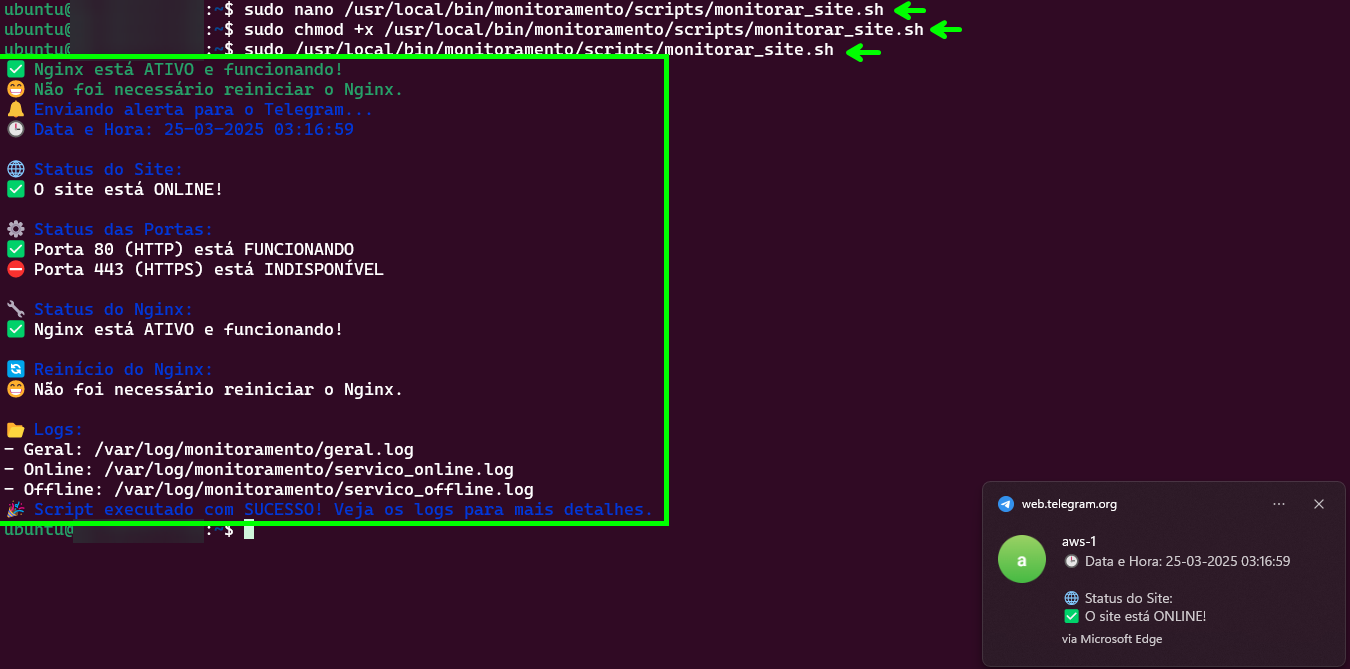 ubuntu@ :~$ sudo nano /usr/local/bin/monitoramento/scripts/monitorar_site.sh
ubuntu@ :~$ sudo chmod +x /usr/local/bin/monitoramento/scripts/monitorar_site.sh
ubuntu@ :~$ sudo /usr/local/bin/monitoramento/scripts/monitorar_site.sh
✅ Nginx está ATIVO e funcionando!
😁 Não foi necessário reiniciar o Nginx.
🔔 Enviando alerta para o Telegram...
🕒 Data e Hora: 25-03-2025 03:16:59
🌐 Status do Site:
✅ O site está ONLINE!
⚙️ Status das Portas:
✅ Porta 80 (HTTP) está FUNCIONANDO
⛔ Porta 443 (HTTPS) está INDISPONÍVEL
🔧 Status do Nginx:
✅ Nginx está ATIVO e funcionando!
🔄 Reinício do Nginx:
😁 Não foi necessário reiniciar o Nginx.
📂 Logs:
- Geral: /var/log/monitoramento/geral.log
- Online: /var/log/monitoramento/servico_online.log
- Offline: /var/log/monitoramento/servico_offline.log
🎉 Script executado com SUCESSO! Veja os logs para mais detalhes.
ubuntu@ :~$
web.telegram.org
a
aws-1
🕒 Data e Hora: 25-03-2025 03:16:59
🌐 Status do Site:
✅ O site está ONLINE!
via Microsoft Edge